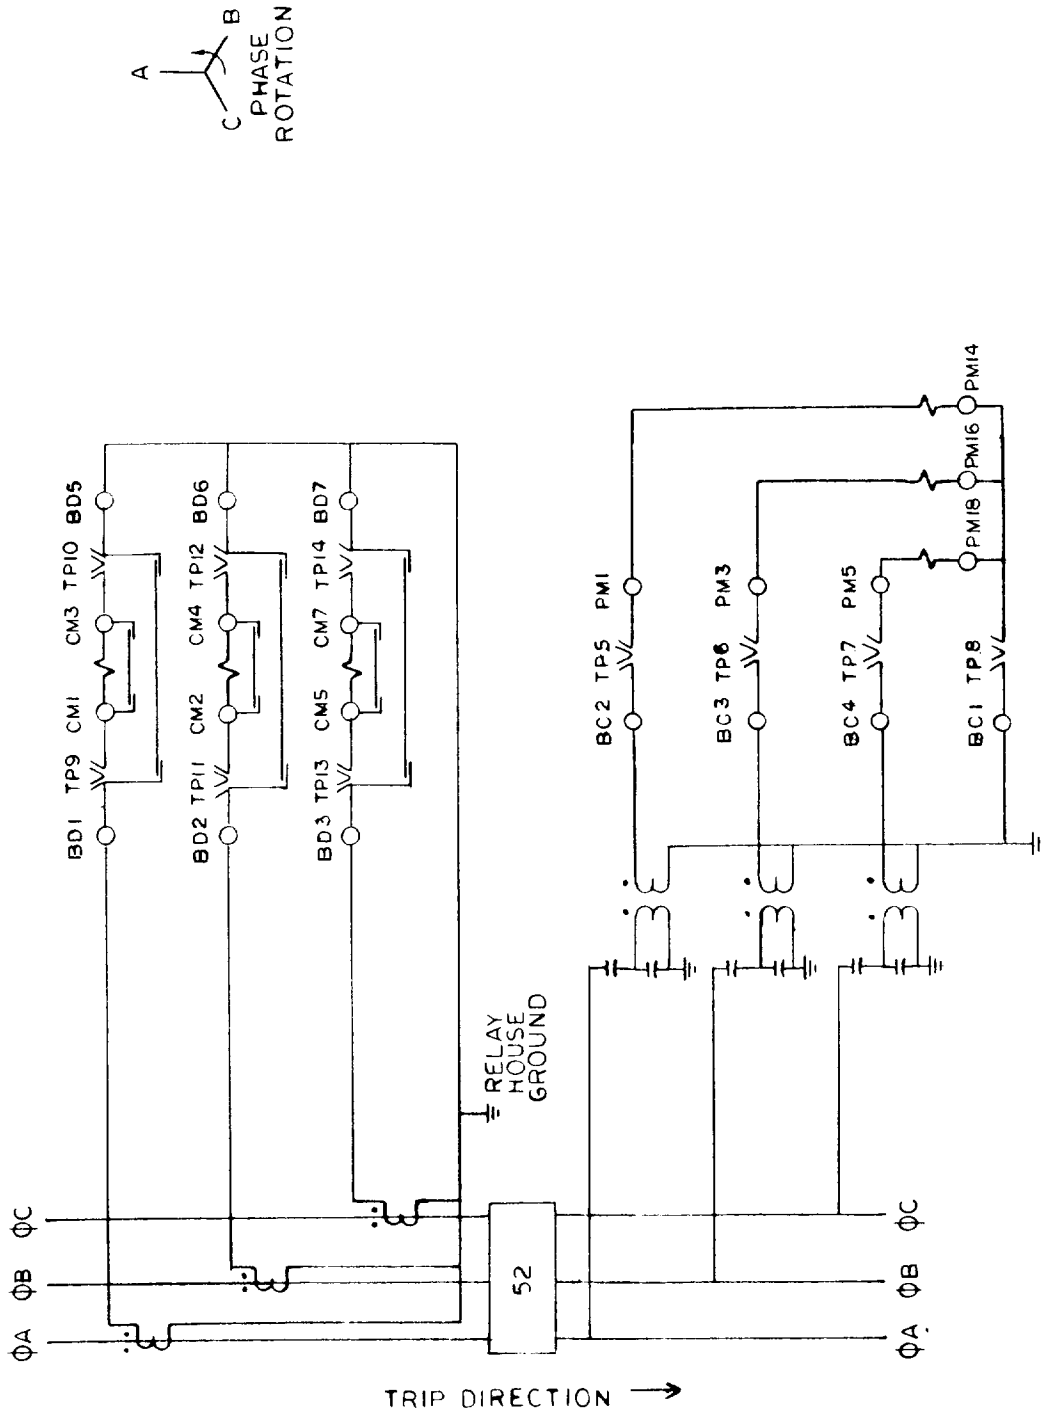 A
B
C
PHASE
ROTATION
BD1 TP9 CM1 CM3 TP10 BD5
BD2 TP11 CM2 CM4 TP12 BD6
BD3 TP13 CM5 CM7 TP14 BD7
RELAY
HOUSE
GROUND
ϕA ϕB ϕC
52
ϕA ϕB ϕC
TRIP DIRECTION →
BC2 TP5 PM1
BC3 TP6 PM3
BC4 TP7 PM5
BC1 TP8
PM18
PM16
PM14